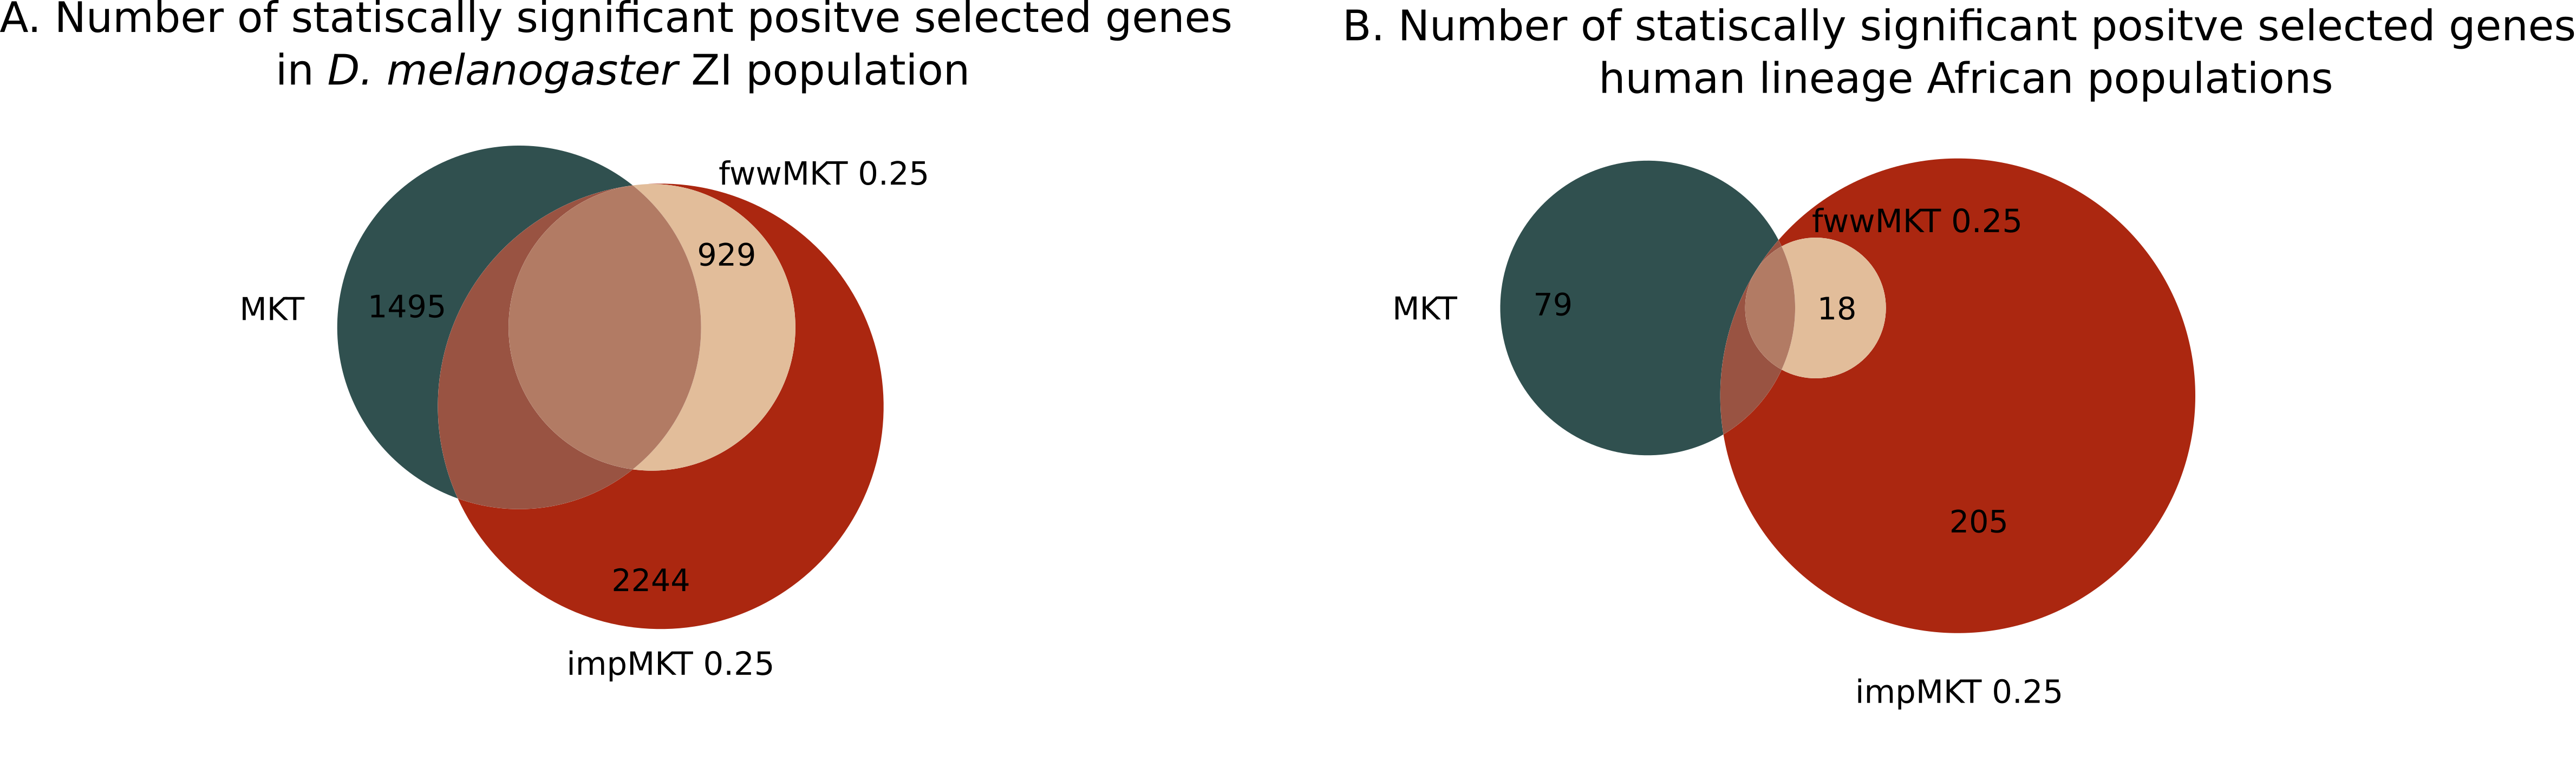 A. Number of statiscally significant positve selected genes
in D. melanogaster ZI population
fwwMKT 0.25
929
MKT
1495
2244
impMKT 0.25
B. Number of statiscally significant positve selected genes
human lineage African populations
fwwMKT 0.25
MKT
79
18
205
impMKT 0.25